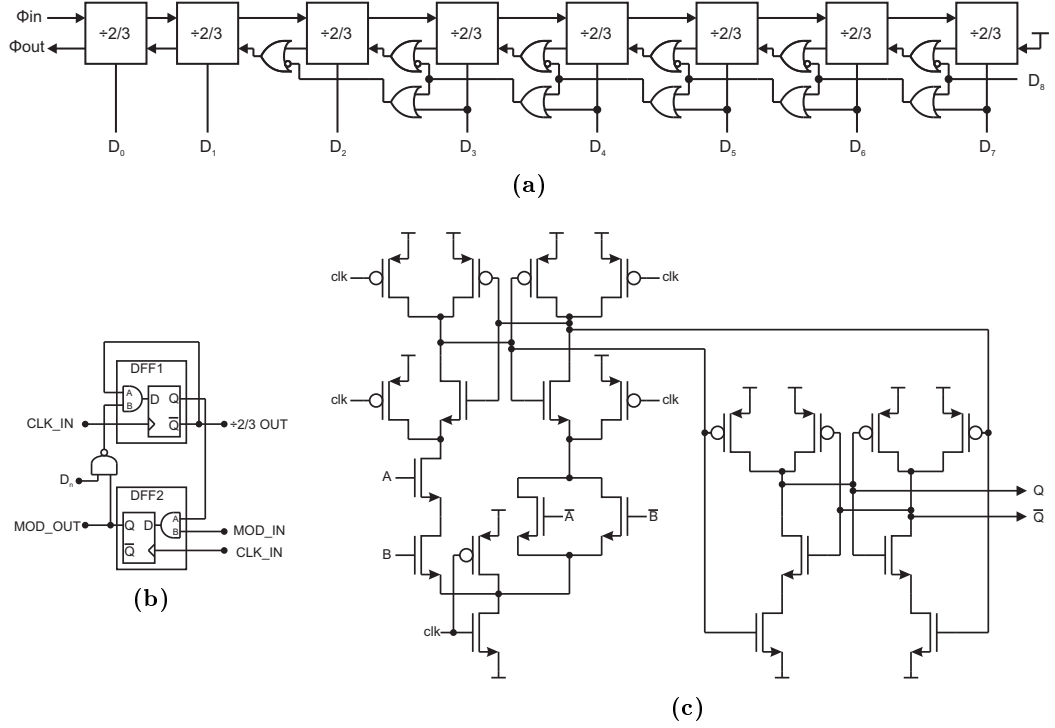 Φin ÷2/3 ÷2/3 ÷2/3 ÷2/3 ÷2/3 ÷2/3 ÷2/3 ÷2/3
Φout
D₈
D₀ D₁ D₂ D₃ D₄ D₅ D₆ D₇
(a)
DFF1
A
B
D Q
Q̅
CLK_IN
÷2/3 OUT
Dₙ
DFF2
MOD_OUT
Q D
A
B
Q̅
MOD_IN
CLK_IN
(b)
clk clk
clk clk
A
A̅ B̅
B
clk
Q
Q̅
(c)